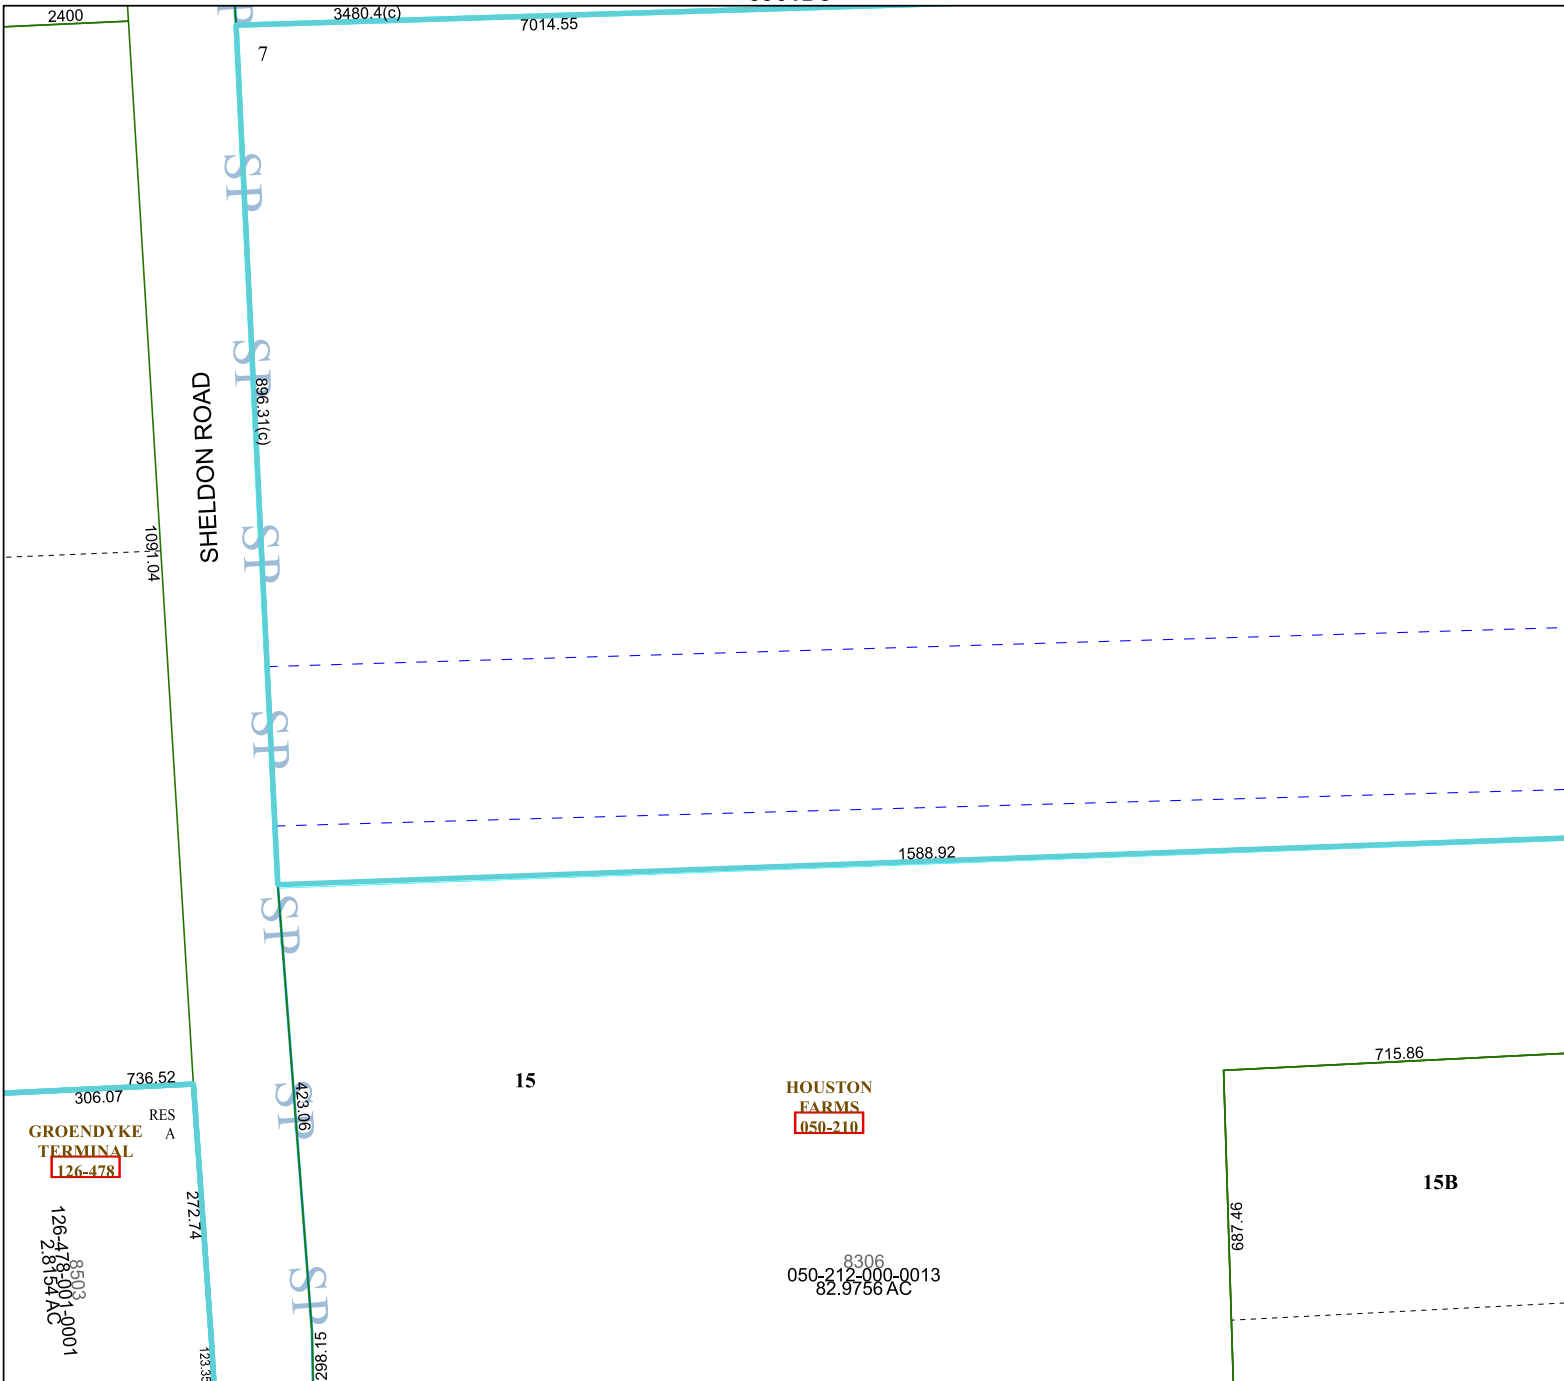 2400
3480.4(c)
7014.55
7
SP
SP
896.31(c)
SHELDON ROAD
1091.04
SP
SP
1588.92
SP
736.52
306.07
RES
A
GROENDYKE
TERMINAL
126-478
272.74
8503
126-478-001-0001
2.8154 AC
123.35
SP
423.06
15
HOUSTON
FARMS
050-210
715.86
15B
687.46
8306
050-212-000-0013
82.9756 AC
SP
298.15